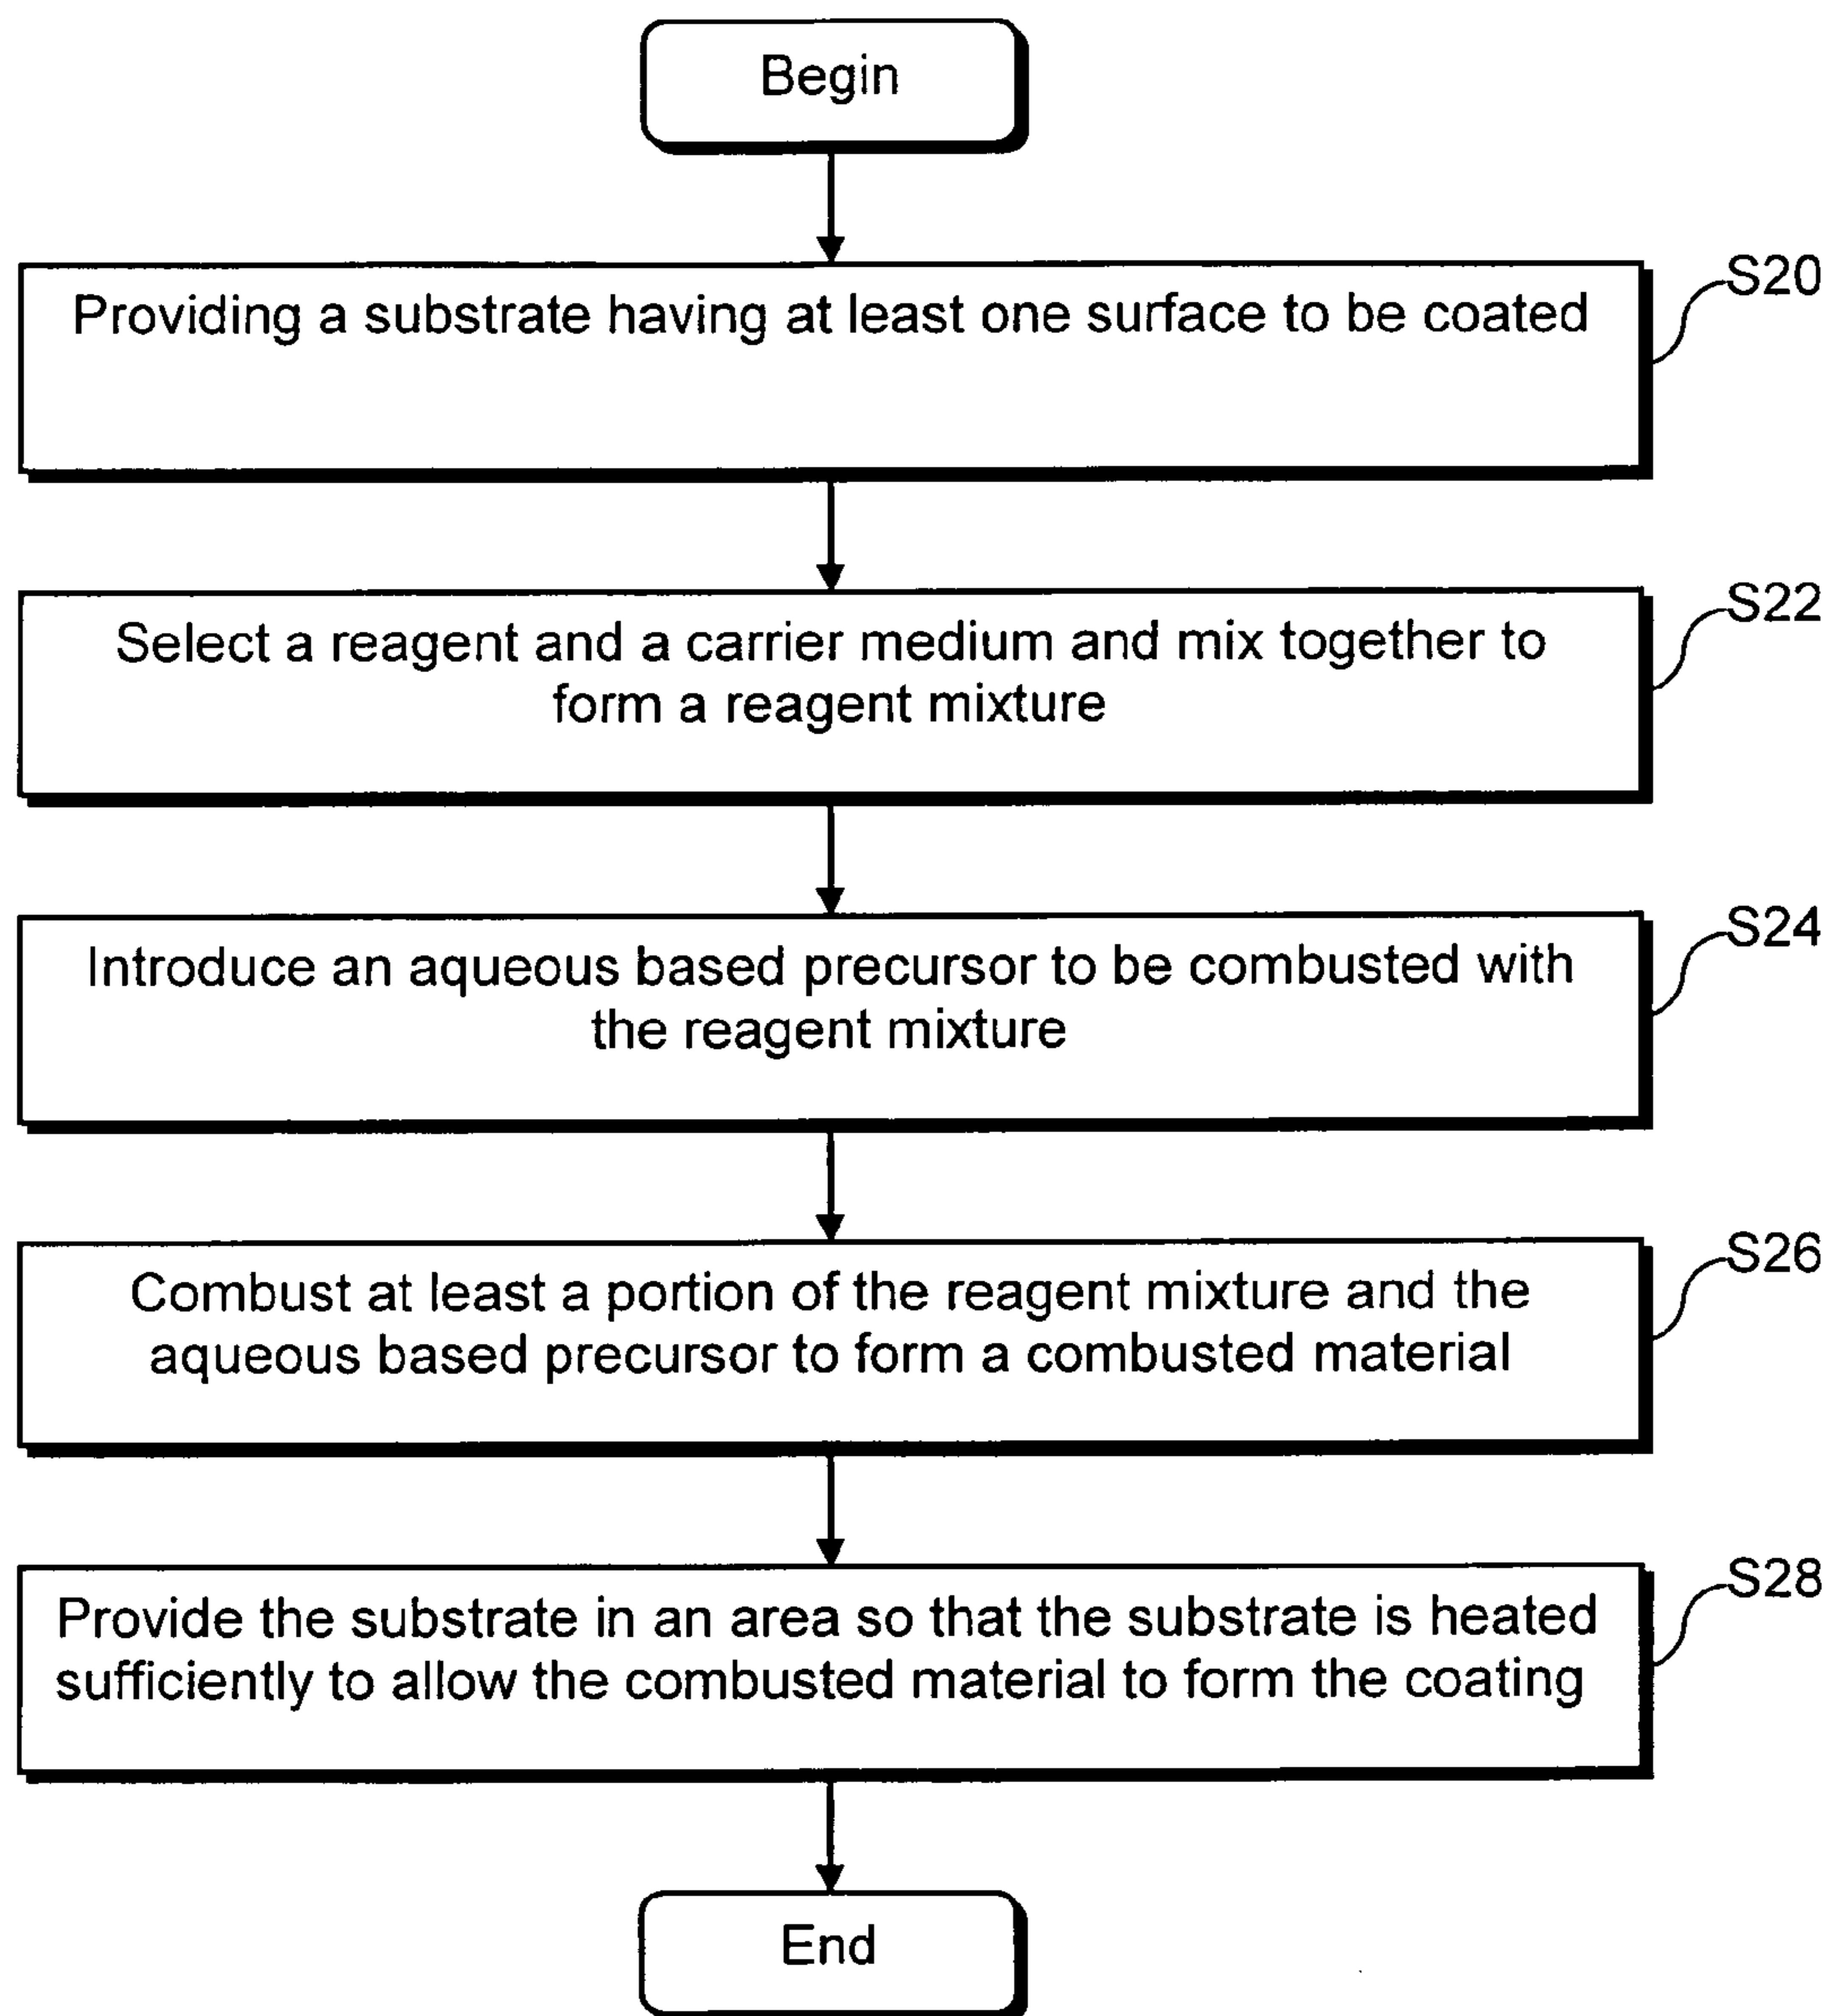 Begin
Providing a substrate having at least one surface to be coated
S20
Select a reagent and a carrier medium and mix together to
form a reagent mixture
S22
Introduce an aqueous based precursor to be combusted with
the reagent mixture
S24
Combust at least a portion of the reagent mixture and the
aqueous based precursor to form a combusted material
S26
Provide the substrate in an area so that the substrate is heated
sufficiently to allow the combusted material to form the coating
S28
End